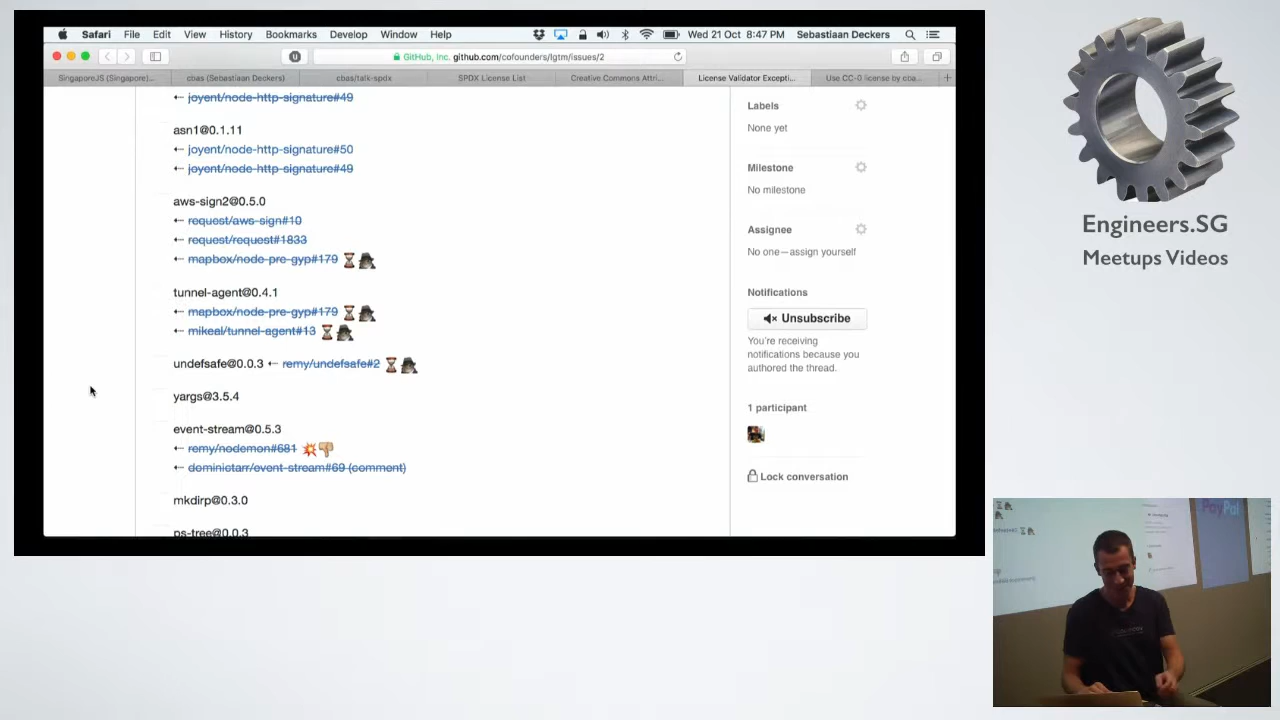 Safari File Edit View History Bookmarks Develop Window Help Wed 21 Oct 8:47 PM Sebastiaan Deckers
GitHub, Inc. github.com/cofounders/lgtm/issues/2
SingaporeJS (Singapore)... cbas (Sebastiaan Deckers) cbas/talk-spdx SPDX License List Creative Commons Attri... License Validator Excepti... Use CC-0 license by cba... +
← joyent/node-http-signature#49
asn1@0.1.11
← joyent/node-http-signature#50
← joyent/node-http-signature#49
aws-sign2@0.5.0
← request/aws-sign#10
← request/request#1833
← mapbox/node-pre-gyp#179
tunnel-agent@0.4.1
← mapbox/node-pre-gyp#179
← mikeal/tunnel-agent#13
undefsafe@0.0.3 ← remy/undefsafe#2
yargs@3.5.4
event-stream@0.5.3
← remy/nodemon#681
← dominictarr/event-stream#69 (comment)
mkdirp@0.3.0
ps-tree@0.0.3
Labels
None yet
Milestone
No milestone
Assignee
No one—assign yourself
Notifications
Unsubscribe
You're receiving
notifications because you
authored the thread.
1 participant
Lock conversation
Engineers.SG
Meetups Videos
PayPal